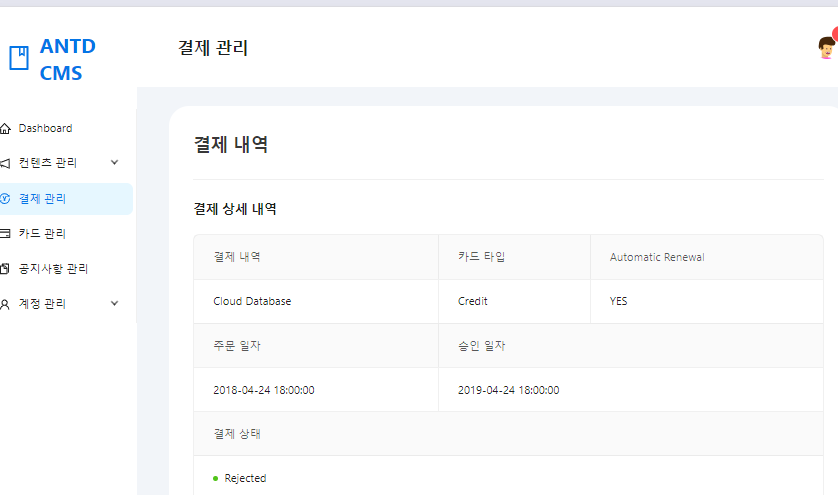 ANTD
CMS
결제 관리
Dashboard
컨텐츠 관리
결제 관리
카드 관리
공지사항 관리
계정 관리
결제 내역
결제 상세 내역
결제 내역 카드 타입 Automatic Renewal
Cloud Database Credit YES
주문 일자 승인 일자
2018-04-24 18:00:00 2019-04-24 18:00:00
결제 상태
Rejected